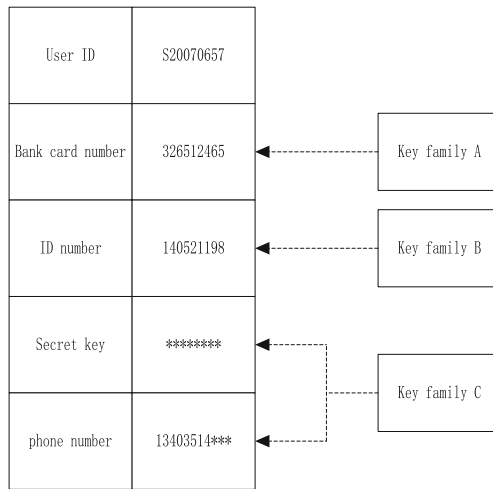 User ID S20070657
Bank card number 326512465 Key family A
ID number 140521198 Key family B
Secret key ********
Key family C
phone number 13403514***